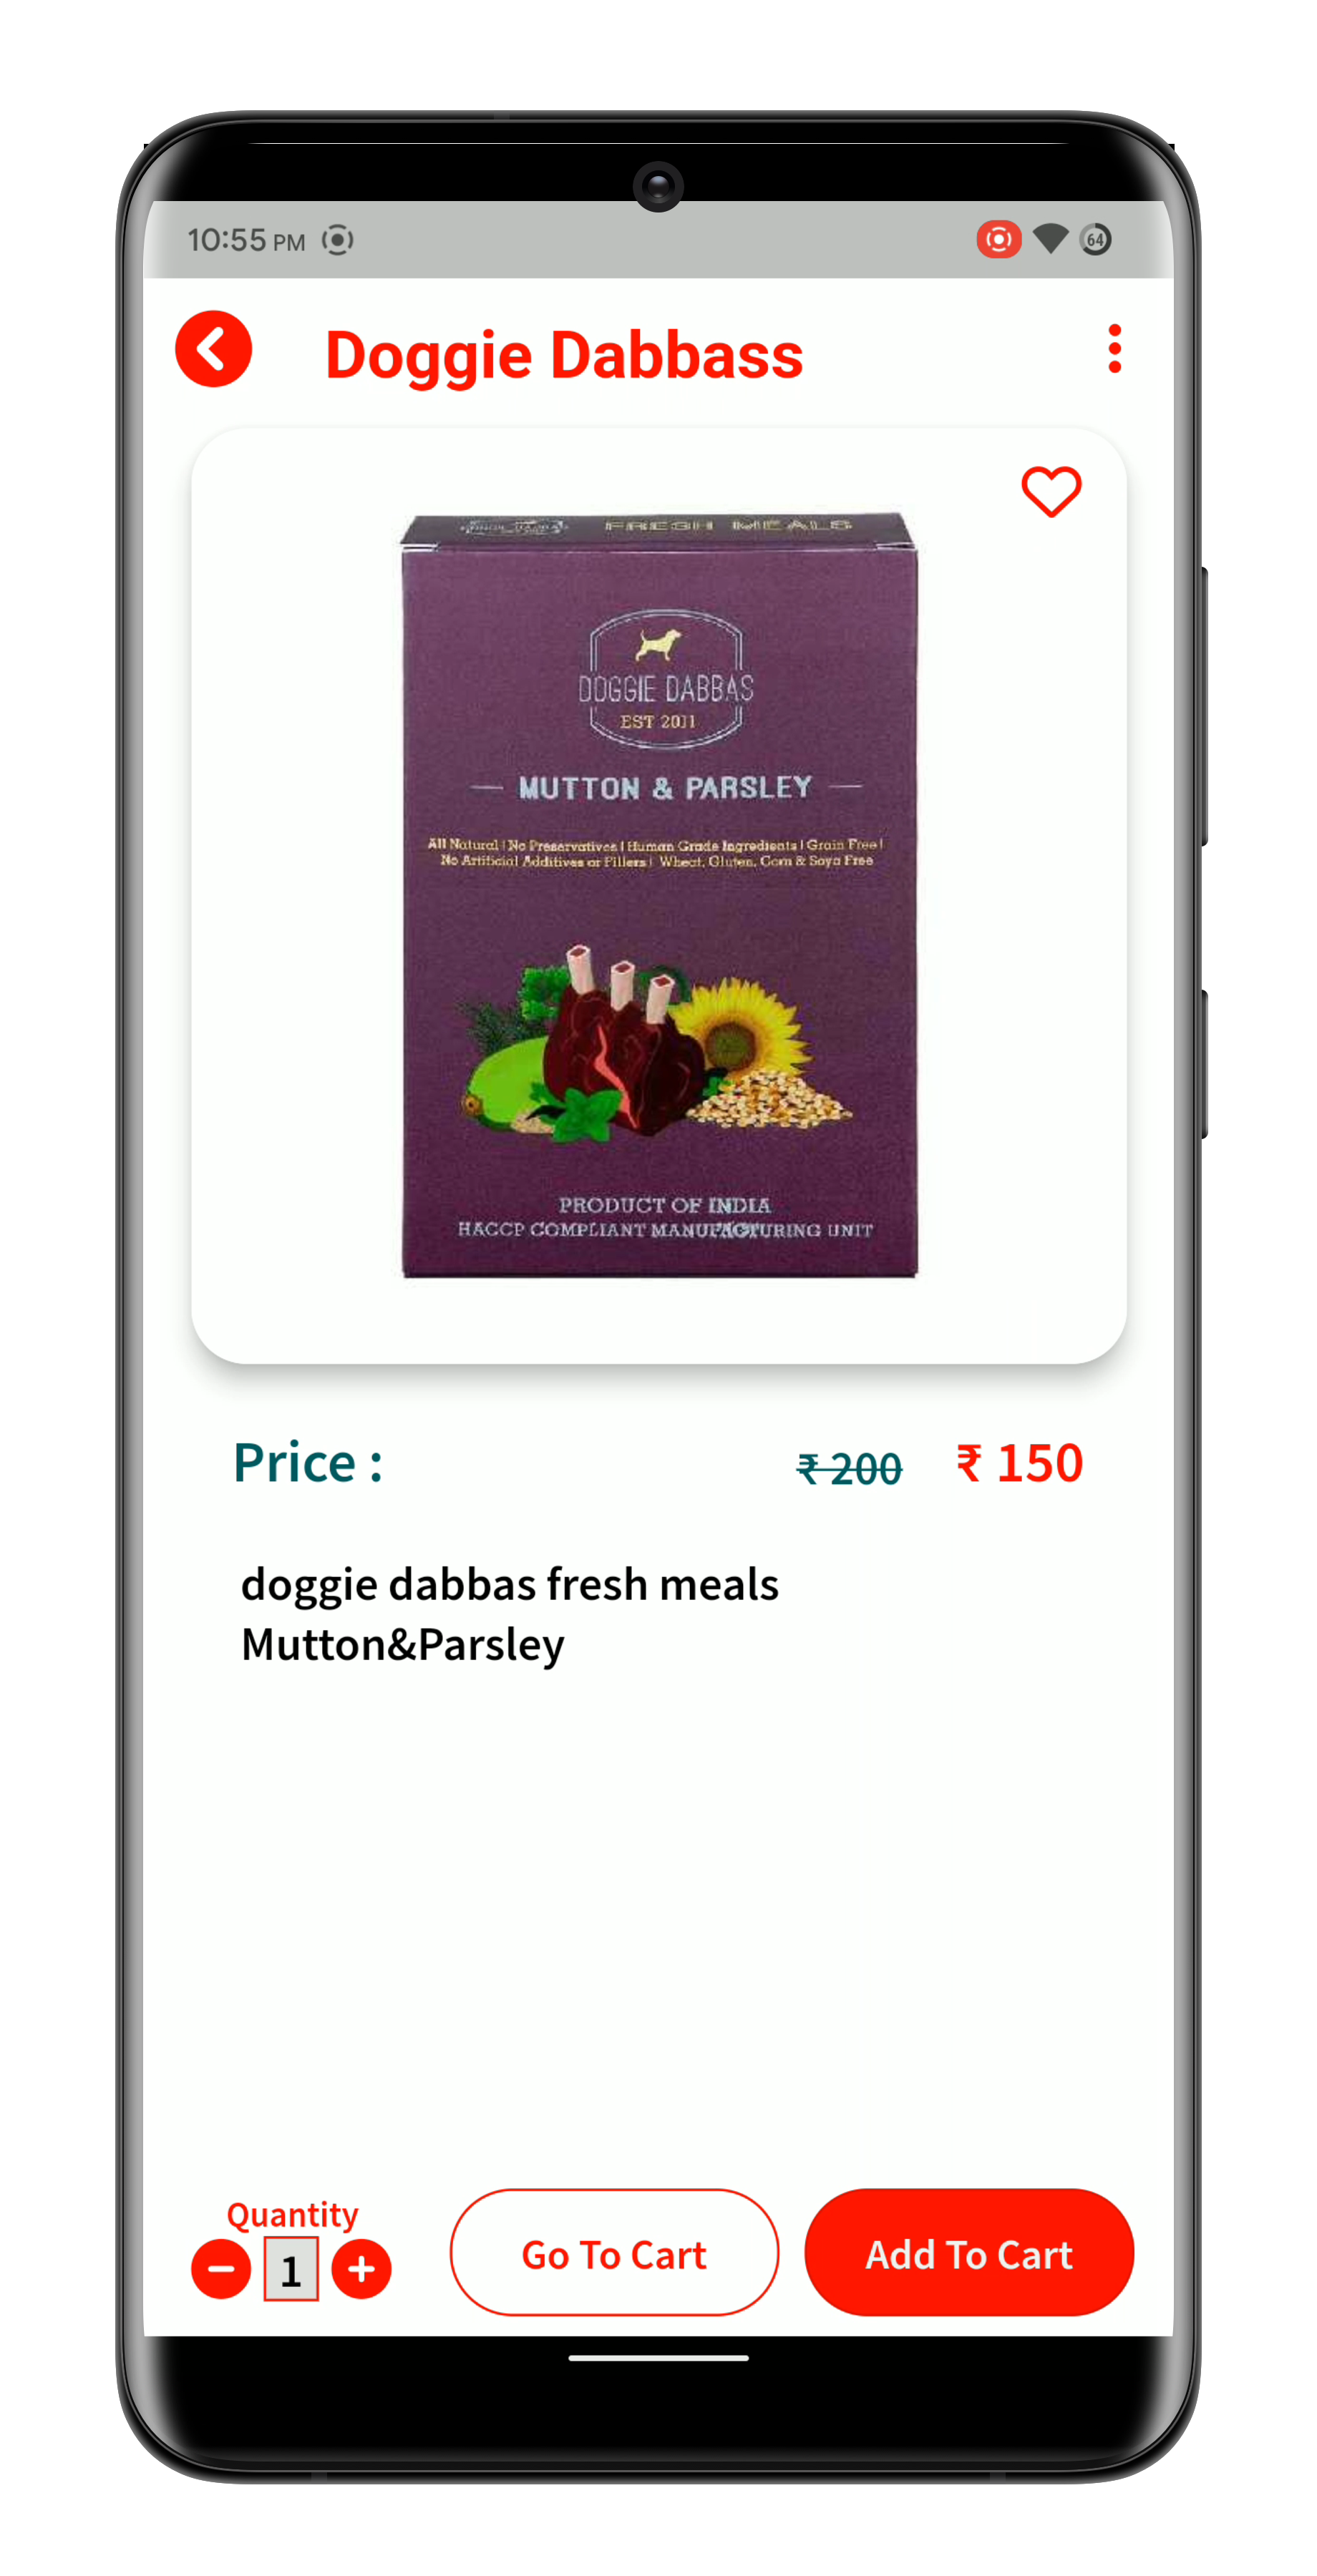 10:55 PM
64
Doggie Dabbass
FRESH MEALS
DOGGIE DABBAS
EST 2011
MUTTON & PARSLEY
All Natural | No Preservatives | Human Grade Ingredients | Grain Free |
No Artificial Additives or Fillers | Wheat, Gluten, Corn & Soya Free
PRODUCT OF INDIA
HACCP COMPLIANT MANUFACTURING UNIT
Price :
₹ 200 ₹ 150
doggie dabbas fresh meals
Mutton&Parsley
Quantity
1
Go To Cart
Add To Cart